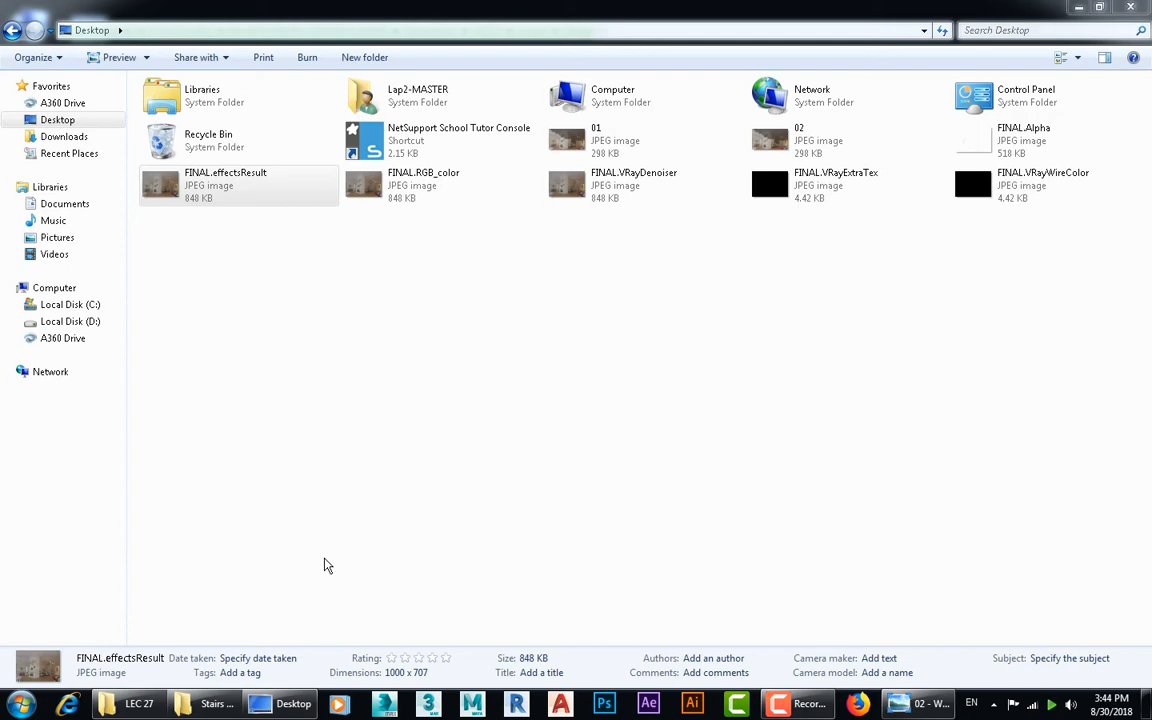 Desktop
Search Desktop
Organize
Preview
Share with
Print
Burn
New folder
Favorites
A360 Drive
Desktop
Downloads
Recent Places
Libraries
Documents
Music
Pictures
Videos
Computer
Local Disk (C:)
Local Disk (D:)
A360 Drive
Network
Libraries
System Folder
Lap2-MASTER
System Folder
Computer
System Folder
Network
System Folder
Control Panel
System Folder
Recycle Bin
System Folder
NetSupport School Tutor Console
Shortcut
2.15 KB
01
JPEG image
298 KB
02
JPEG image
298 KB
FINAL.Alpha
JPEG image
518 KB
FINAL.effectsResult
JPEG image
848 KB
FINAL.RGB_color
JPEG image
848 KB
FINAL.VRayDenoiser
JPEG image
848 KB
FINAL.VRayExtraTex
JPEG image
4.42 KB
FINAL.VRayWireColor
JPEG image
4.42 KB
FINAL.effectsResult Date taken: Specify date taken Rating: Size: 848 KB Authors: Add an author Camera maker: Add text Subject: Specify the subject
JPEG image Tags: Add a tag Dimensions: 1000 x 707 Title: Add a title Comments: Add comments Camera model: Add a name
LEC 27
Stairs ...
Desktop
Recor...
02 - W...
EN
3:44 PM
8/30/2018